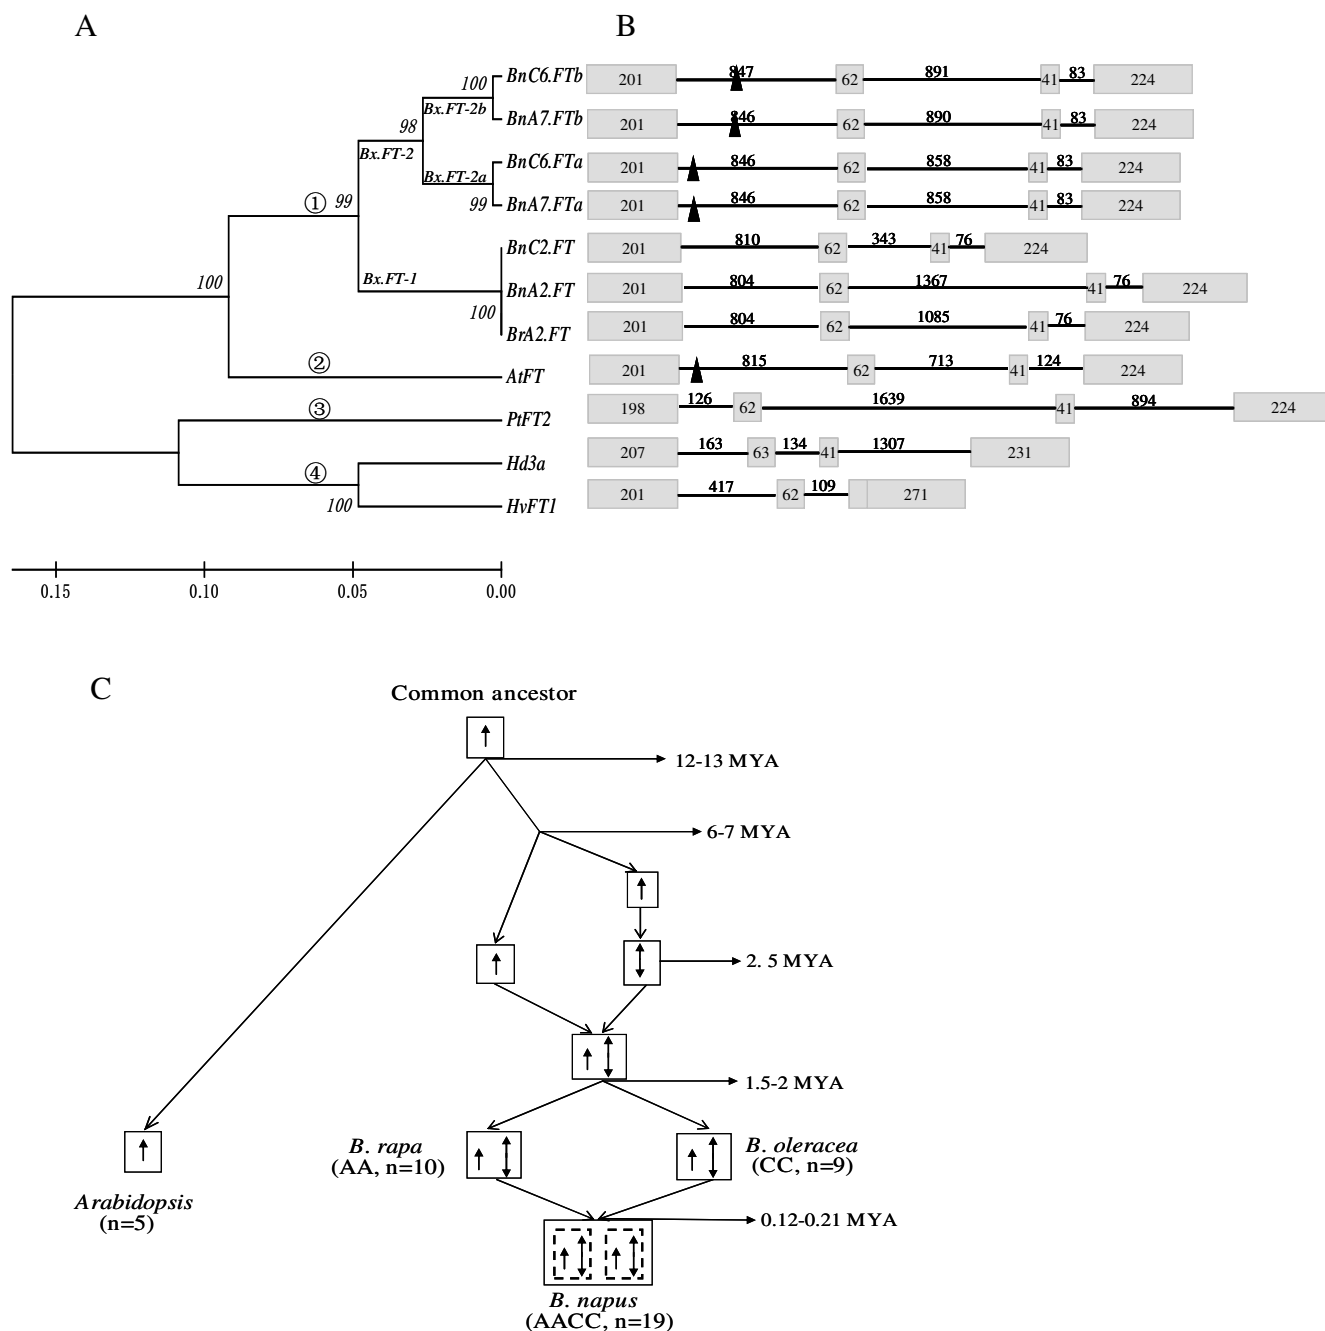 A
B
100 BnC6.FTb 201 847 62 891 41 83 224
Bx.FT-2b
98 BnA7.FTb 201 846 62 890 41 83 224
Bx.FT-2
BnC6.FTa 201 846 62 858 41 83 224
Bx.FT-2a
① 99 99 BnA7.FTa 201 846 62 858 41 83 224
BnC2.FT 201 810 62 343 41 76 224
100 Bx.FT-1 BnA2.FT 201 804 62 1367 41 76 224
100 BrA2.FT 201 804 62 1085 41 76 224
② AtFT 201 815 62 713 41 124 224
③ PtFT2 198 126 62 1639 41 894 224
④ Hd3a 207 163 63 134 41 1307 231
100 HvFT1 201 417 62 109 271
0.15 0.10 0.05 0.00
C
Common ancestor
12-13 MYA
6-7 MYA
2. 5 MYA
1.5-2 MYA
B. rapa
(AA, n=10)
B. oleracea
(CC, n=9)
Arabidopsis
(n=5)
0.12-0.21 MYA
B. napus
(AACC, n=19)